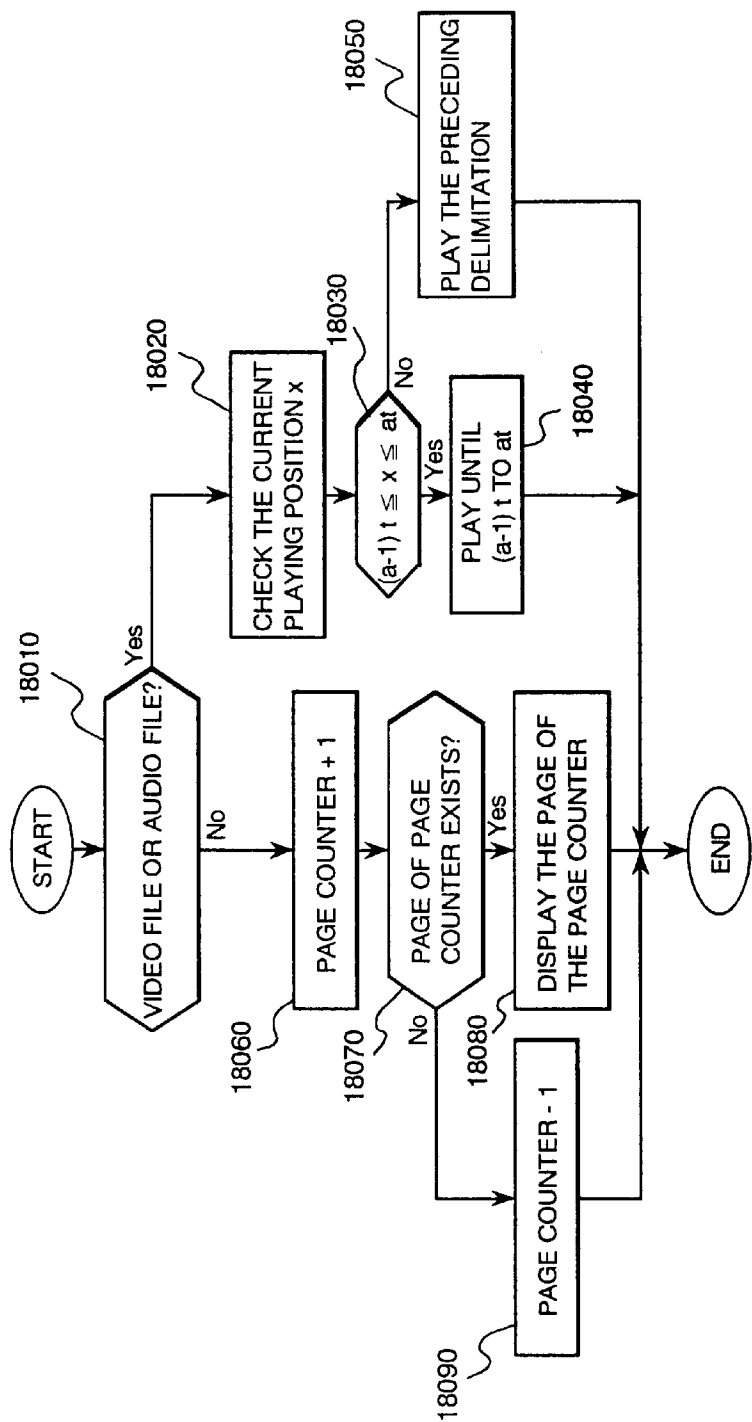 START
18010
VIDEO FILE OR AUDIO FILE?
Yes
No
18020
CHECK THE CURRENT
PLAYING POSITION x
18030
(a-1) t ≦ x ≦ at
No
Yes
18040
PLAY UNTIL
(a-1) t TO at
18050
PLAY THE PRECEDING
DELIMITATION
18060
PAGE COUNTER + 1
18070
PAGE OF PAGE
COUNTER EXISTS?
No
Yes
18080
DISPLAY THE PAGE OF
THE PAGE COUNTER
18090
PAGE COUNTER - 1
END